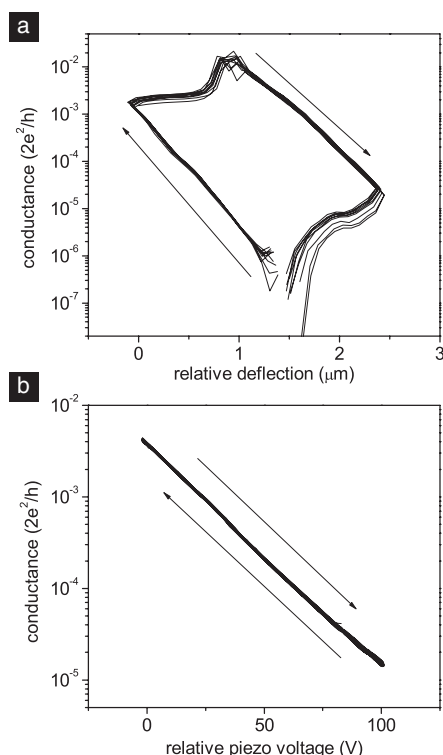 a
10⁻²
10⁻³
10⁻⁴
10⁻⁵
10⁻⁶
10⁻⁷
conductance (2e²/h)
0 1 2 3
relative deflection (μm)
b
10⁻²
10⁻³
10⁻⁴
10⁻⁵
conductance (2e²/h)
0 50 100
relative piezo voltage (V)